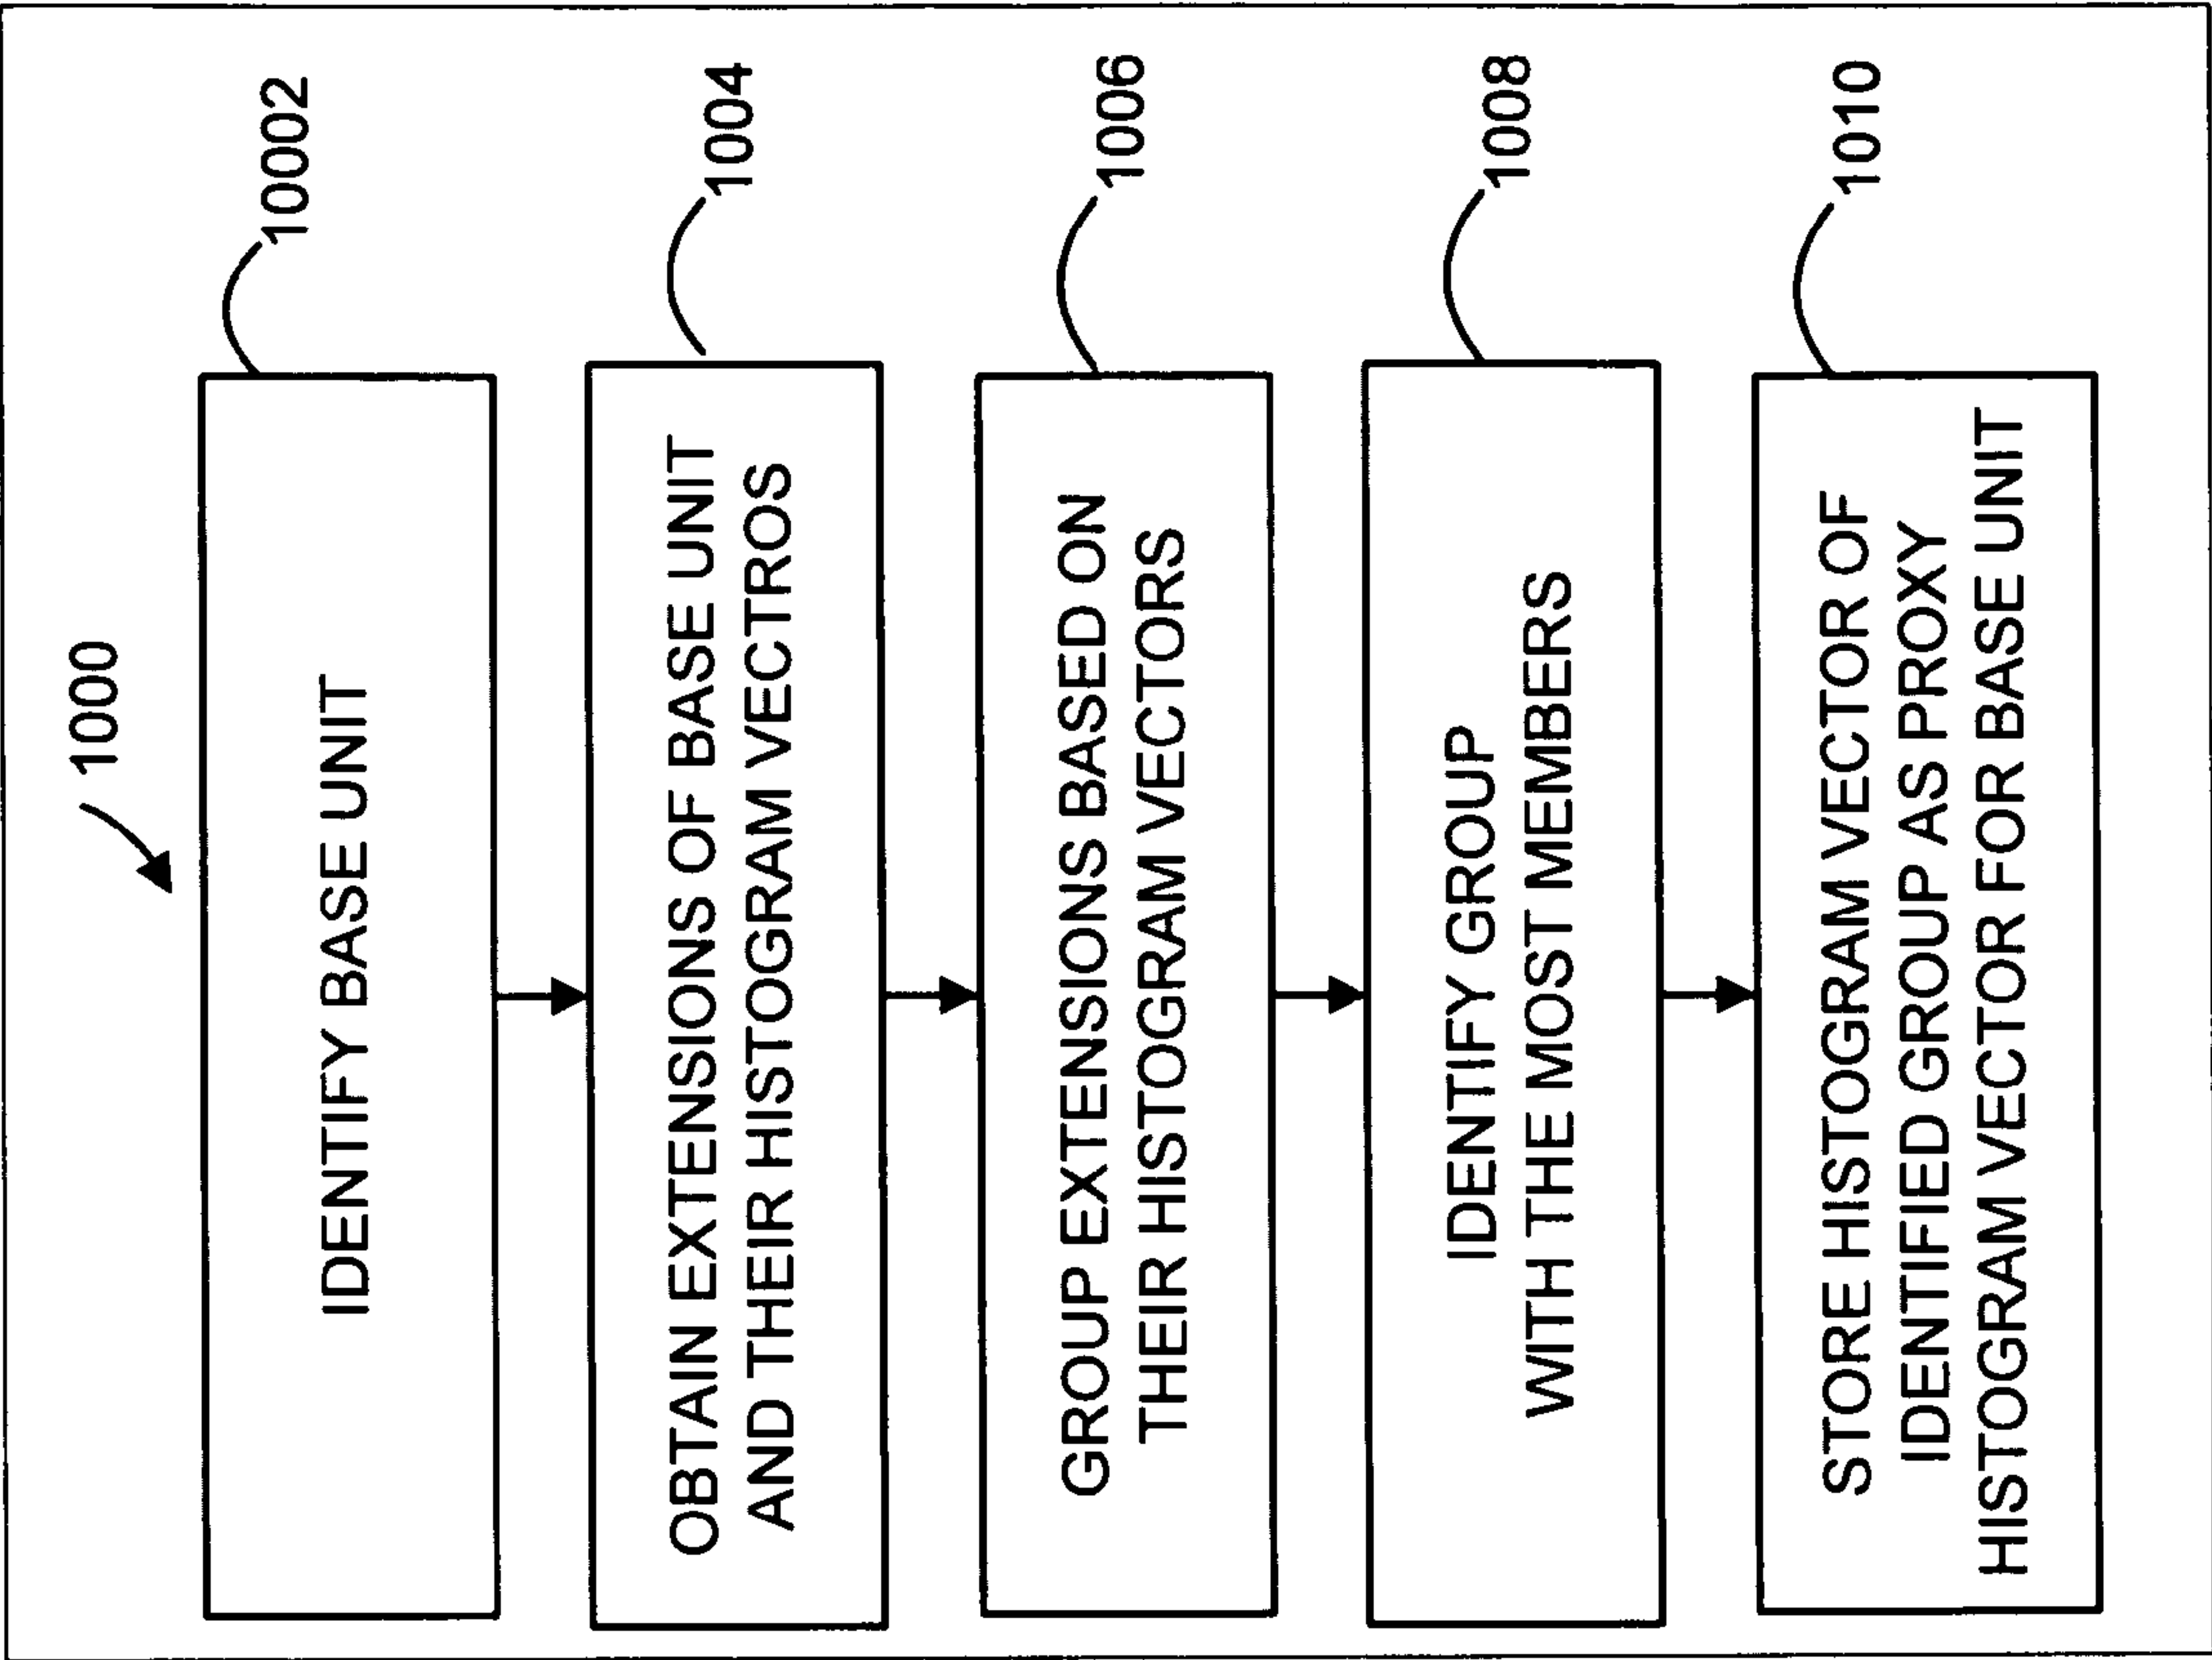 1000
IDENTIFY BASE UNIT
10002
OBTAIN EXTENSIONS OF BASE UNIT
AND THEIR HISTOGRAM VECTROS
1004
GROUP EXTENSIONS BASED ON
THEIR HISTOGRAM VECTORS
1006
IDENTIFY GROUP
WITH THE MOST MEMBERS
1008
STORE HISTOGRAM VECTOR OF
IDENTIFIED GROUP AS PROXY
HISTOGRAM VECTOR FOR BASE UNIT
1010